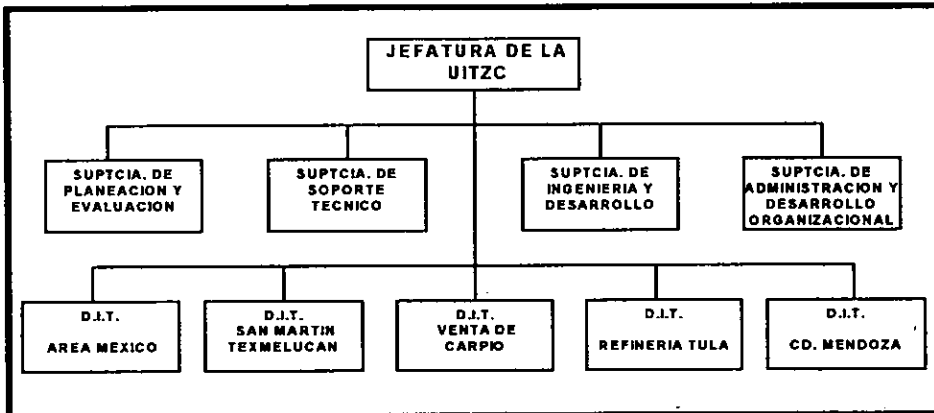 JEFATURA DE LA
UITZC
SUPTCIA. DE
PLANEACION Y
EVALUACION
SUPTCIA. DE
SOPORTE
TECNICO
SUPTCIA. DE
INGENIERIA Y
DESARROLLO
SUPTCIA. DE
ADMINISTRACION Y
DESARROLLO
ORGANIZACIONAL
D.I.T.
AREA MEXICO
D.I.T.
SAN MARTIN
TEXMELUCAN
D.I.T.
VENTA DE
CARPIO
D.I.T.
REFINERIA TULA
D.I.T.
CD. MENDOZA